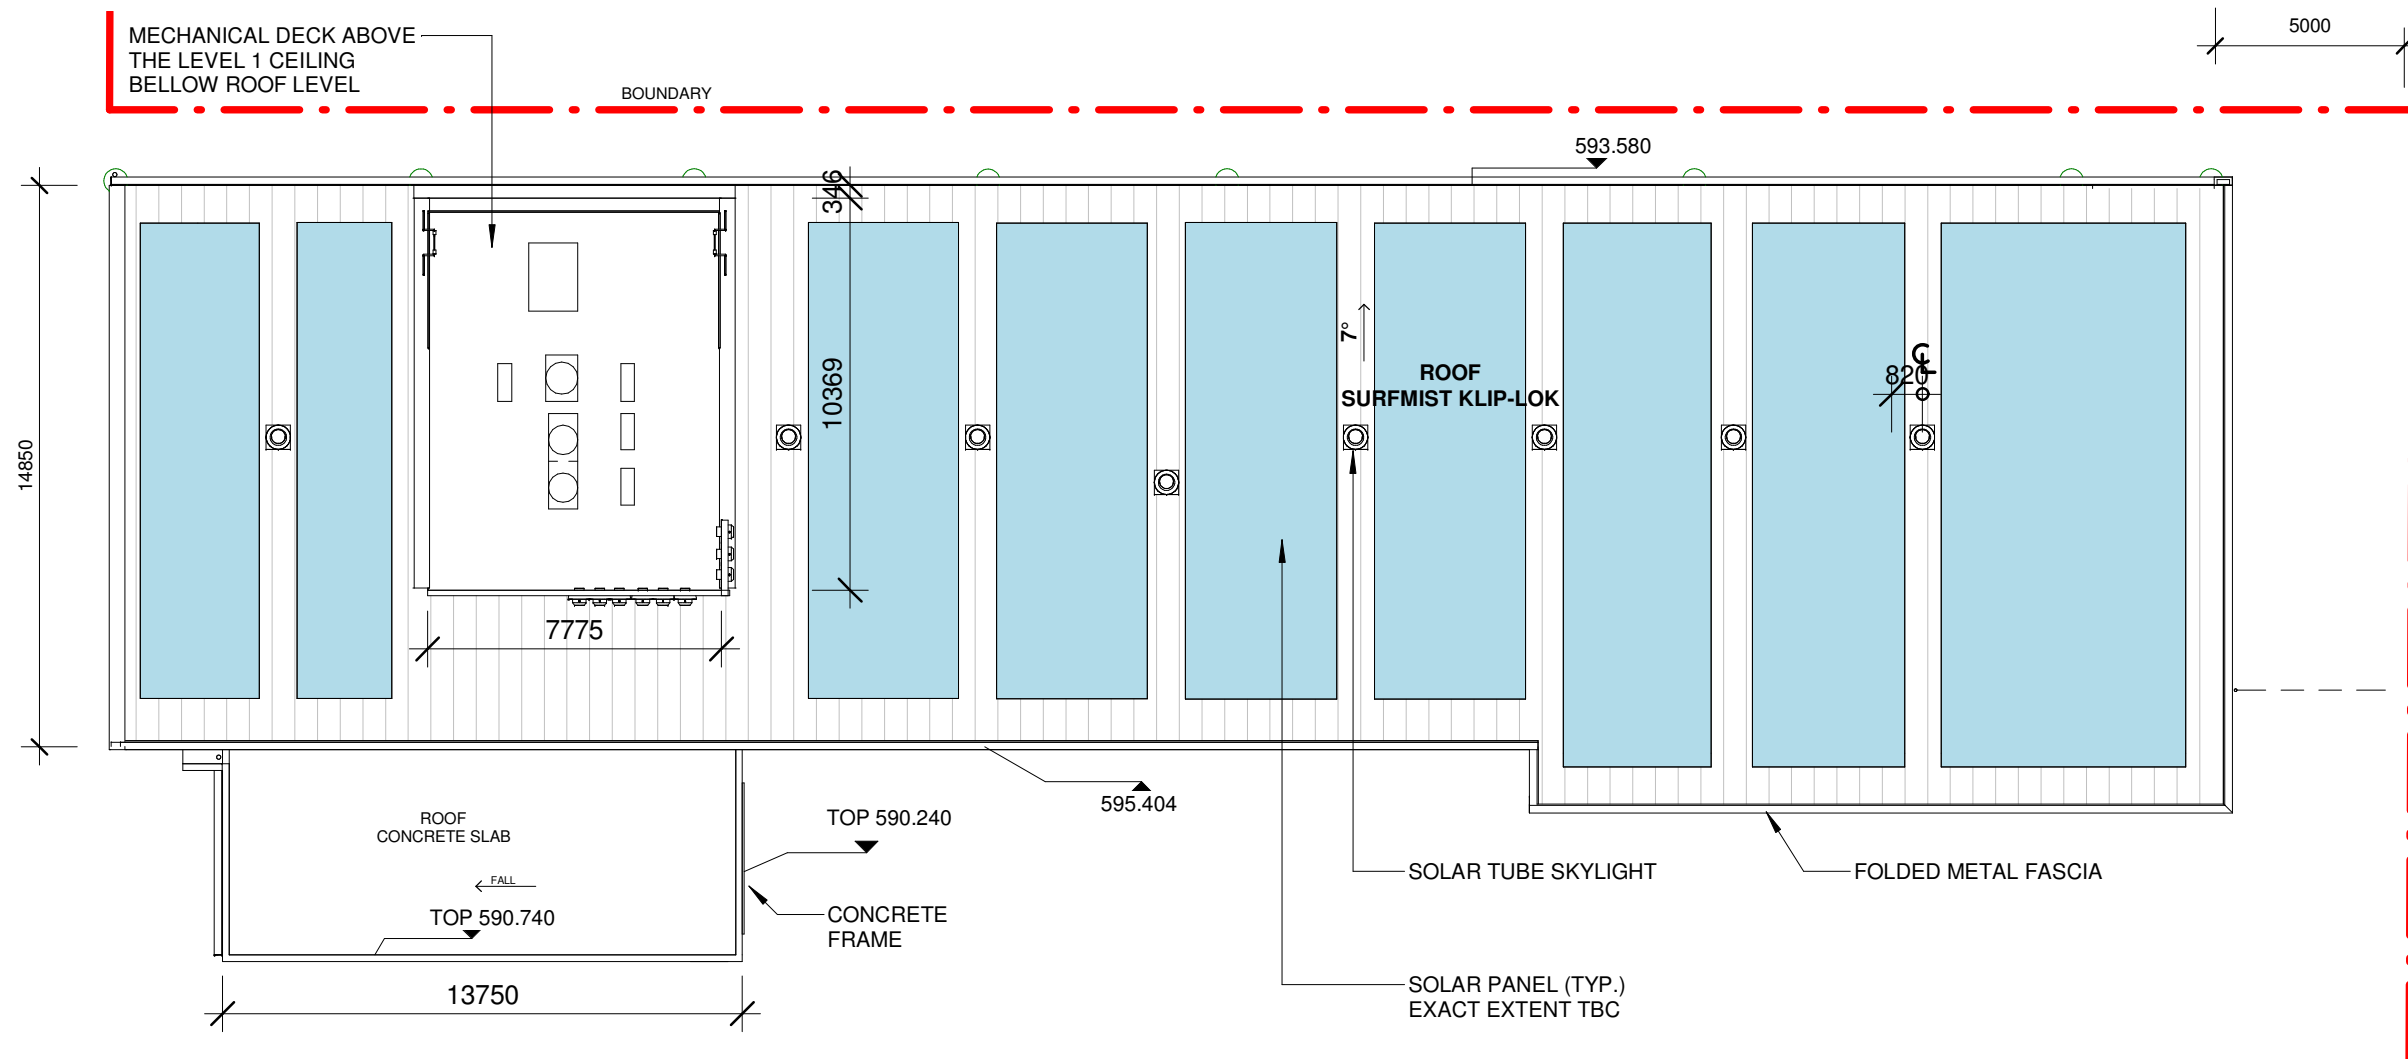 MECHANICAL DECK ABOVE
THE LEVEL 1 CEILING
BELLOW ROOF LEVEL
BOUNDARY
5000
593.580
346
14850
10369
7°
ROOF
SURFMIST KLIP-LOK
CL
820
7775
595.404
ROOF
CONCRETE SLAB
FALL
TOP 590.740
TOP 590.240
CONCRETE
FRAME
SOLAR TUBE SKYLIGHT
FOLDED METAL FASCIA
SOLAR PANEL (TYP.)
EXACT EXTENT TBC
13750